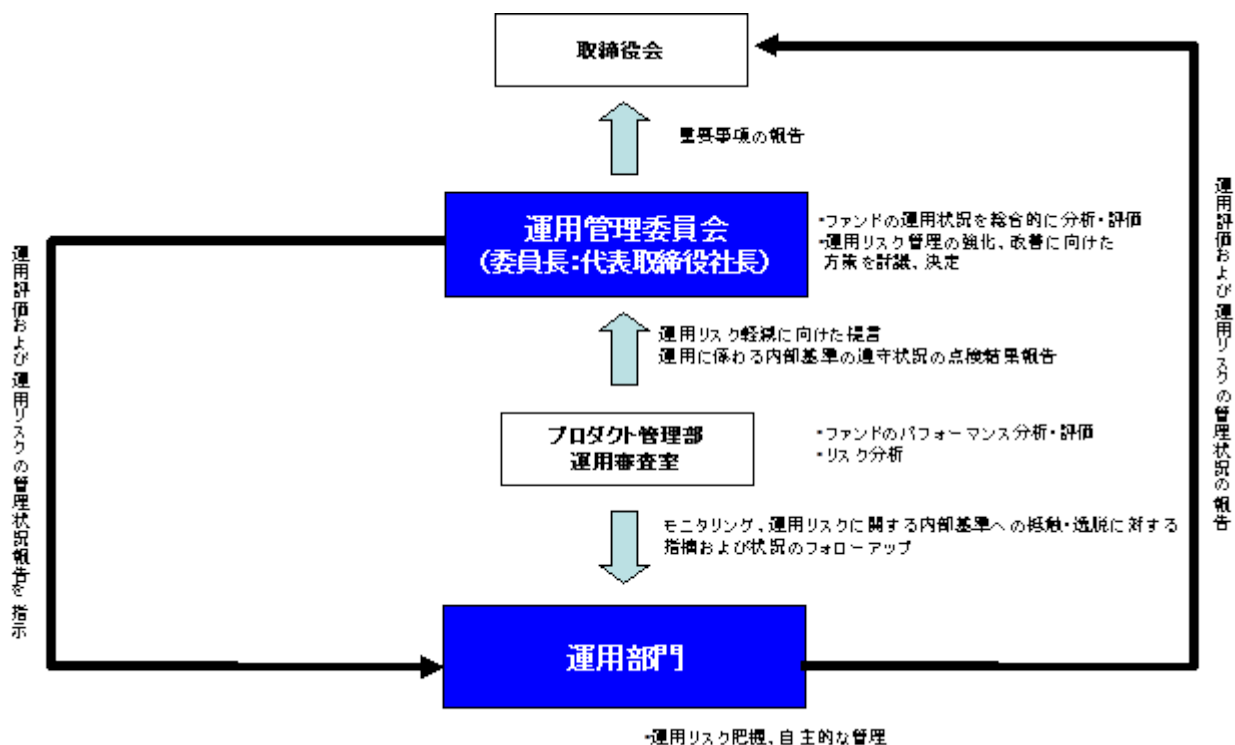 取締役会
重要事項の報告
運用管理委員会
(委員長:代表取締役社長)
・ファンドの運用状況を総合的に分析・評価
・運用リスク管理の強化、改善に向けた
方策を討議、決定
運用リスク軽減に向けた提言
運用に係わる内部基準の遵守状況の点検結果報告
プロダクト管理部
運用審査室
・ファンドのパフォーマンス分析・評価
・リスク分析
モニタリング、運用リスクに関する内部基準への抵触・逸脱に対する
指摘および状況のフォローアップ
運用部門
・運用リスク把握、自主的な管理
運用評価および運用リスクの管理状況報告を指示
運用評価および運用リスクの管理状況の報告